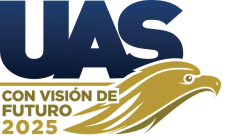 UAS
CON VISIÓN DE
FUTURO
2025